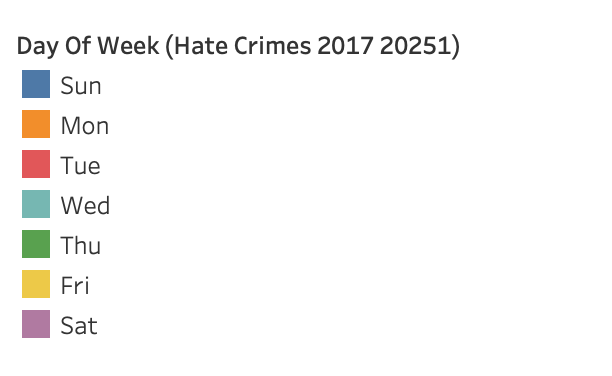 Day Of Week (Hate Crimes 2017 20251)
Sun
Mon
Tue
Wed
Thu
Fri
Sat